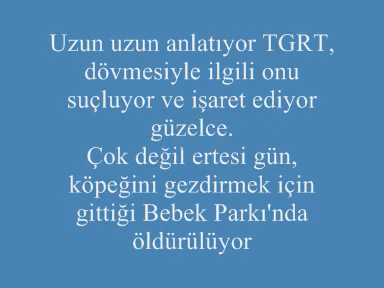 Uzun uzun anlatıyor TGRT,
dövmesiyle ilgili onu
suçluyor ve işaret ediyor
güzelce.
Çok değil ertesi gün,
köpeğini gezdirmek için
gittiği Bebek Parkı'nda
öldürülüyor